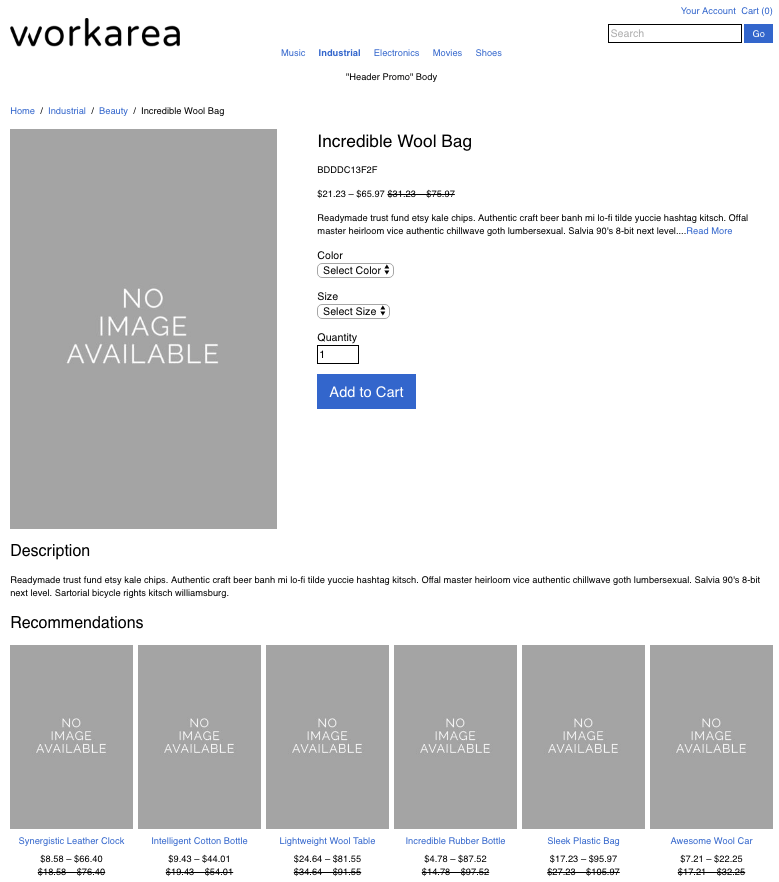 Your Account Cart (0)
workarea
Search Go
Music Industrial Electronics Movies Shoes
"Header Promo" Body
Home / Industrial / Beauty / Incredible Wool Bag
NO
IMAGE
AVAILABLE
Incredible Wool Bag
BDDDC13F2F
$21.23 – $65.97 $31.23 – $75.97
Readymade trust fund etsy kale chips. Authentic craft beer banh mi lo-fi tilde yuccie hashtag kitsch. Offal
master heirloom vice authentic chillwave goth lumbersexual. Salvia 90's 8-bit next level....Read More
Color
Select Color
Size
Select Size
Quantity
1
Add to Cart
Description
Readymade trust fund etsy kale chips. Authentic craft beer banh mi lo-fi tilde yuccie hashtag kitsch. Offal master heirloom vice authentic chillwave goth lumbersexual. Salvia 90's 8-bit
next level. Sartorial bicycle rights kitsch williamsburg.
Recommendations
NO IMAGE AVAILABLE NO IMAGE AVAILABLE NO IMAGE AVAILABLE NO IMAGE AVAILABLE NO IMAGE AVAILABLE NO IMAGE AVAILABLE
Synergistic Leather Clock Intelligent Cotton Bottle Lightweight Wool Table Incredible Rubber Bottle Sleek Plastic Bag Awesome Wool Car
$8.58 – $66.40 $9.43 – $44.01 $24.64 – $81.55 $4.78 – $87.52 $17.23 – $95.97 $7.21 – $22.25
$18.58 – $76.40 $19.43 – $54.01 $34.64 – $91.55 $14.78 – $97.52 $27.23 – $105.97 $17.21 – $32.25